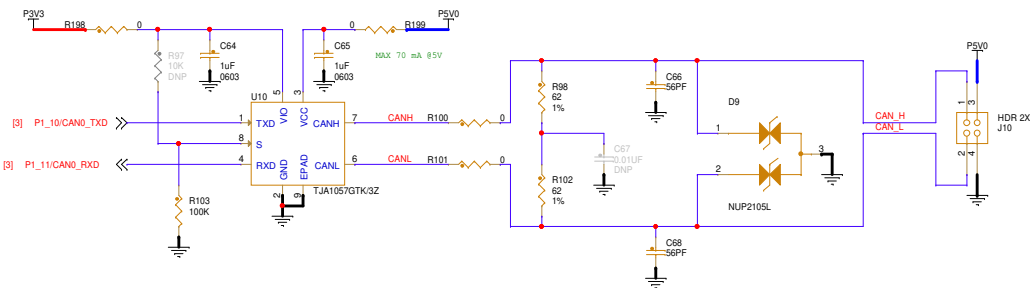 P3V3
R198
0
0
R199
P5V0
MAX 70 mA @5V
R97
10K
DNP
C64
1uF
0603
C65
1uF
0603
U10
5
3
VIO
VCC
[3] P1_10/CAN0_TXD
1
TXD
8
S
[3] P1_11/CAN0_RXD
4
RXD
CANH
7
CANH
R100
0
CANL
6
CANL
R101
0
GND
EPAD
2
9
TJA1057GTK/3Z
R103
100K
R98
62
1%
C67
0.01UF
DNP
R102
62
1%
C66
56PF
C68
56PF
D9
1
2
3
NUP2105L
CAN_H
CAN_L
P5V0
1
3
2
4
HDR 2X
J10